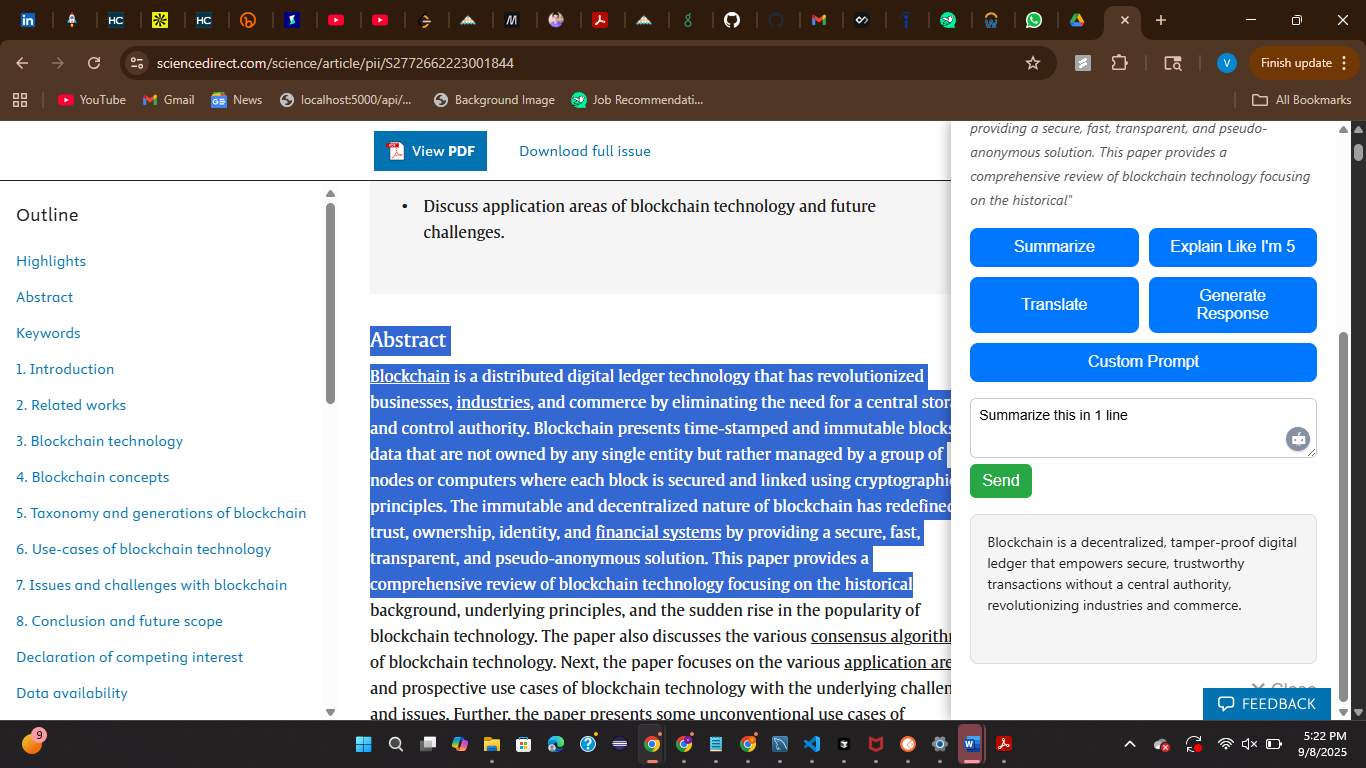 sciencedirect.com/science/article/pii/S2772662223001844
V
Finish update
YouTube
Gmail
News
localhost:5000/api/...
Background Image
Job Recommendati...
All Bookmarks
View PDF
Download full issue
Outline
Highlights
Abstract
Keywords
1. Introduction
2. Related works
3. Blockchain technology
4. Blockchain concepts
5. Taxonomy and generations of blockchain
6. Use-cases of blockchain technology
7. Issues and challenges with blockchain
8. Conclusion and future scope
Declaration of competing interest
Data availability
• Discuss application areas of blockchain technology and future
challenges.
Abstract
Blockchain is a distributed digital ledger technology that has revolutionized
businesses, industries, and commerce by eliminating the need for a central stora
and control authority. Blockchain presents time-stamped and immutable blocks
data that are not owned by any single entity but rather managed by a group of
nodes or computers where each block is secured and linked using cryptographic
principles. The immutable and decentralized nature of blockchain has redefined
trust, ownership, identity, and financial systems by providing a secure, fast,
transparent, and pseudo-anonymous solution. This paper provides a
comprehensive review of blockchain technology focusing on the historical
background, underlying principles, and the sudden rise in the popularity of
blockchain technology. The paper also discusses the various consensus algorith
of blockchain technology. Next, the paper focuses on the various application are
and prospective use cases of blockchain technology with the underlying challen
and issues. Further, the paper presents some unconventional use cases of
providing a secure, fast, transparent, and pseudo-
anonymous solution. This paper provides a
comprehensive review of blockchain technology focusing
on the historical"
Summarize
Explain Like I'm 5
Translate
Generate
Response
Custom Prompt
Summarize this in 1 line
Send
Blockchain is a decentralized, tamper-proof digital
ledger that empowers secure, trustworthy
transactions without a central authority,
revolutionizing industries and commerce.
Close
FEEDBACK
9
5:22 PM
9/8/2025